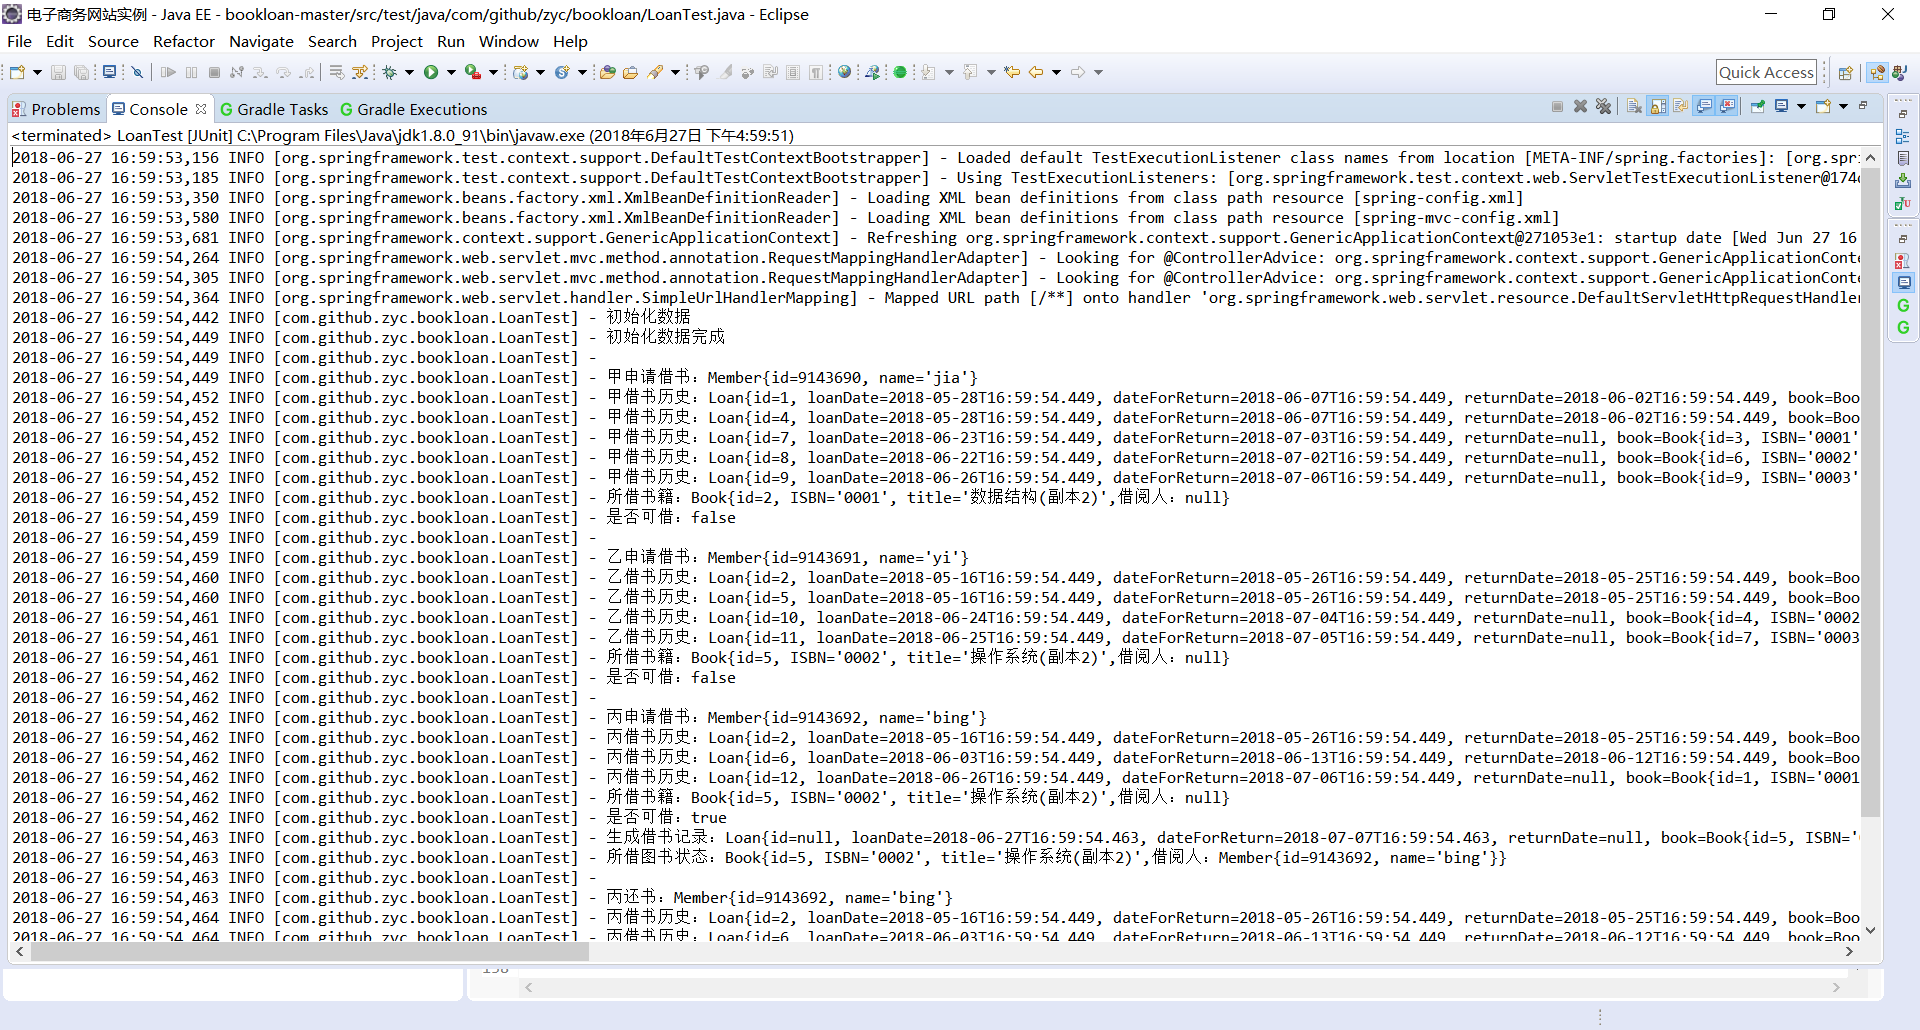 电子商务网站实例 - Java EE - bookloan-master/src/test/java/com/github/zyc/bookloan/LoanTest.java - Eclipse
File Edit Source Refactor Navigate Search Project Run Window Help
Quick Access
Problems Console Gradle Tasks Gradle Executions
<terminated> LoanTest [JUnit] C:\Program Files\Java\jdk1.8.0_91\bin\javaw.exe (2018年6月27日 下午4:59:51)
2018-06-27 16:59:53,156 INFO [org.springframework.test.context.support.DefaultTestContextBootstrapper] - Loaded default TestExecutionListener class names from location [META-INF/spring.factories]: [org.spri
2018-06-27 16:59:53,185 INFO [org.springframework.test.context.support.DefaultTestContextBootstrapper] - Using TestExecutionListeners: [org.springframework.test.context.web.ServletTestExecutionListener@174
2018-06-27 16:59:53,350 INFO [org.springframework.beans.factory.xml.XmlBeanDefinitionReader] - Loading XML bean definitions from class path resource [spring-config.xml]
2018-06-27 16:59:53,580 INFO [org.springframework.beans.factory.xml.XmlBeanDefinitionReader] - Loading XML bean definitions from class path resource [spring-mvc-config.xml]
2018-06-27 16:59:53,681 INFO [org.springframework.context.support.GenericApplicationContext] - Refreshing org.springframework.context.support.GenericApplicationContext@271053e1: startup date [Wed Jun 27 16
2018-06-27 16:59:54,264 INFO [org.springframework.web.servlet.mvc.method.annotation.RequestMappingHandlerAdapter] - Looking for @ControllerAdvice: org.springframework.context.support.GenericApplicationConte
2018-06-27 16:59:54,305 INFO [org.springframework.web.servlet.mvc.method.annotation.RequestMappingHandlerAdapter] - Looking for @ControllerAdvice: org.springframework.context.support.GenericApplicationConte
2018-06-27 16:59:54,364 INFO [org.springframework.web.servlet.handler.SimpleUrlHandlerMapping] - Mapped URL path [/**] onto handler 'org.springframework.web.servlet.resource.DefaultServletHttpRequestHandler
2018-06-27 16:59:54,442 INFO [com.github.zyc.bookloan.LoanTest] - 初始化数据
2018-06-27 16:59:54,449 INFO [com.github.zyc.bookloan.LoanTest] - 初始化数据完成
2018-06-27 16:59:54,449 INFO [com.github.zyc.bookloan.LoanTest] -
2018-06-27 16:59:54,449 INFO [com.github.zyc.bookloan.LoanTest] - 甲申请借书：Member{id=9143690, name='jia'}
2018-06-27 16:59:54,452 INFO [com.github.zyc.bookloan.LoanTest] - 甲借书历史：Loan{id=1, loanDate=2018-05-28T16:59:54.449, dateForReturn=2018-06-07T16:59:54.449, returnDate=2018-06-02T16:59:54.449, book=Boo
2018-06-27 16:59:54,452 INFO [com.github.zyc.bookloan.LoanTest] - 甲借书历史：Loan{id=4, loanDate=2018-05-28T16:59:54.449, dateForReturn=2018-06-07T16:59:54.449, returnDate=2018-06-02T16:59:54.449, book=Boo
2018-06-27 16:59:54,452 INFO [com.github.zyc.bookloan.LoanTest] - 甲借书历史：Loan{id=7, loanDate=2018-06-23T16:59:54.449, dateForReturn=2018-07-03T16:59:54.449, returnDate=null, book=Book{id=3, ISBN='0001'
2018-06-27 16:59:54,452 INFO [com.github.zyc.bookloan.LoanTest] - 甲借书历史：Loan{id=8, loanDate=2018-06-22T16:59:54.449, dateForReturn=2018-07-02T16:59:54.449, returnDate=null, book=Book{id=6, ISBN='0002'
2018-06-27 16:59:54,452 INFO [com.github.zyc.bookloan.LoanTest] - 甲借书历史：Loan{id=9, loanDate=2018-06-26T16:59:54.449, dateForReturn=2018-07-06T16:59:54.449, returnDate=null, book=Book{id=9, ISBN='0003'
2018-06-27 16:59:54,452 INFO [com.github.zyc.bookloan.LoanTest] - 所借书籍：Book{id=2, ISBN='0001', title='数据结构(副本2)',借阅人：null}
2018-06-27 16:59:54,459 INFO [com.github.zyc.bookloan.LoanTest] - 是否可借：false
2018-06-27 16:59:54,459 INFO [com.github.zyc.bookloan.LoanTest] -
2018-06-27 16:59:54,459 INFO [com.github.zyc.bookloan.LoanTest] - 乙申请借书：Member{id=9143691, name='yi'}
2018-06-27 16:59:54,460 INFO [com.github.zyc.bookloan.LoanTest] - 乙借书历史：Loan{id=2, loanDate=2018-05-16T16:59:54.449, dateForReturn=2018-05-26T16:59:54.449, returnDate=2018-05-25T16:59:54.449, book=Boo
2018-06-27 16:59:54,460 INFO [com.github.zyc.bookloan.LoanTest] - 乙借书历史：Loan{id=5, loanDate=2018-05-16T16:59:54.449, dateForReturn=2018-05-26T16:59:54.449, returnDate=2018-05-25T16:59:54.449, book=Boo
2018-06-27 16:59:54,461 INFO [com.github.zyc.bookloan.LoanTest] - 乙借书历史：Loan{id=10, loanDate=2018-06-24T16:59:54.449, dateForReturn=2018-07-04T16:59:54.449, returnDate=null, book=Book{id=4, ISBN='0002
2018-06-27 16:59:54,461 INFO [com.github.zyc.bookloan.LoanTest] - 乙借书历史：Loan{id=11, loanDate=2018-06-25T16:59:54.449, dateForReturn=2018-07-05T16:59:54.449, returnDate=null, book=Book{id=7, ISBN='0003
2018-06-27 16:59:54,461 INFO [com.github.zyc.bookloan.LoanTest] - 所借书籍：Book{id=5, ISBN='0002', title='操作系统(副本2)',借阅人：null}
2018-06-27 16:59:54,462 INFO [com.github.zyc.bookloan.LoanTest] - 是否可借：false
2018-06-27 16:59:54,462 INFO [com.github.zyc.bookloan.LoanTest] -
2018-06-27 16:59:54,462 INFO [com.github.zyc.bookloan.LoanTest] - 丙申请借书：Member{id=9143692, name='bing'}
2018-06-27 16:59:54,462 INFO [com.github.zyc.bookloan.LoanTest] - 丙借书历史：Loan{id=2, loanDate=2018-05-16T16:59:54.449, dateForReturn=2018-05-26T16:59:54.449, returnDate=2018-05-25T16:59:54.449, book=Boo
2018-06-27 16:59:54,462 INFO [com.github.zyc.bookloan.LoanTest] - 丙借书历史：Loan{id=6, loanDate=2018-06-03T16:59:54.449, dateForReturn=2018-06-13T16:59:54.449, returnDate=2018-06-12T16:59:54.449, book=Boo
2018-06-27 16:59:54,462 INFO [com.github.zyc.bookloan.LoanTest] - 丙借书历史：Loan{id=12, loanDate=2018-06-26T16:59:54.449, dateForReturn=2018-07-06T16:59:54.449, returnDate=null, book=Book{id=1, ISBN='0001
2018-06-27 16:59:54,462 INFO [com.github.zyc.bookloan.LoanTest] - 所借书籍：Book{id=5, ISBN='0002', title='操作系统(副本2)',借阅人：null}
2018-06-27 16:59:54,462 INFO [com.github.zyc.bookloan.LoanTest] - 是否可借：true
2018-06-27 16:59:54,463 INFO [com.github.zyc.bookloan.LoanTest] - 生成借书记录：Loan{id=null, loanDate=2018-06-27T16:59:54.463, dateForReturn=2018-07-07T16:59:54.463, returnDate=null, book=Book{id=5, ISBN='
2018-06-27 16:59:54,463 INFO [com.github.zyc.bookloan.LoanTest] - 所借图书状态：Book{id=5, ISBN='0002', title='操作系统(副本2)',借阅人：Member{id=9143692, name='bing'}}
2018-06-27 16:59:54,463 INFO [com.github.zyc.bookloan.LoanTest] -
2018-06-27 16:59:54,463 INFO [com.github.zyc.bookloan.LoanTest] - 丙还书：Member{id=9143692, name='bing'}
2018-06-27 16:59:54,464 INFO [com.github.zyc.bookloan.LoanTest] - 丙借书历史：Loan{id=2, loanDate=2018-05-16T16:59:54.449, dateForReturn=2018-05-26T16:59:54.449, returnDate=2018-05-25T16:59:54.449, book=Boo
2018-06-27 16:59:54,464 INFO [com.github.zyc.bookloan.LoanTest] - 丙借书历史：Loan{id=6, loanDate=2018-06-03T16:59:54.449, dateForReturn=2018-06-13T16:59:54.449, returnDate=2018-06-12T16:59:54.449, book=Boo